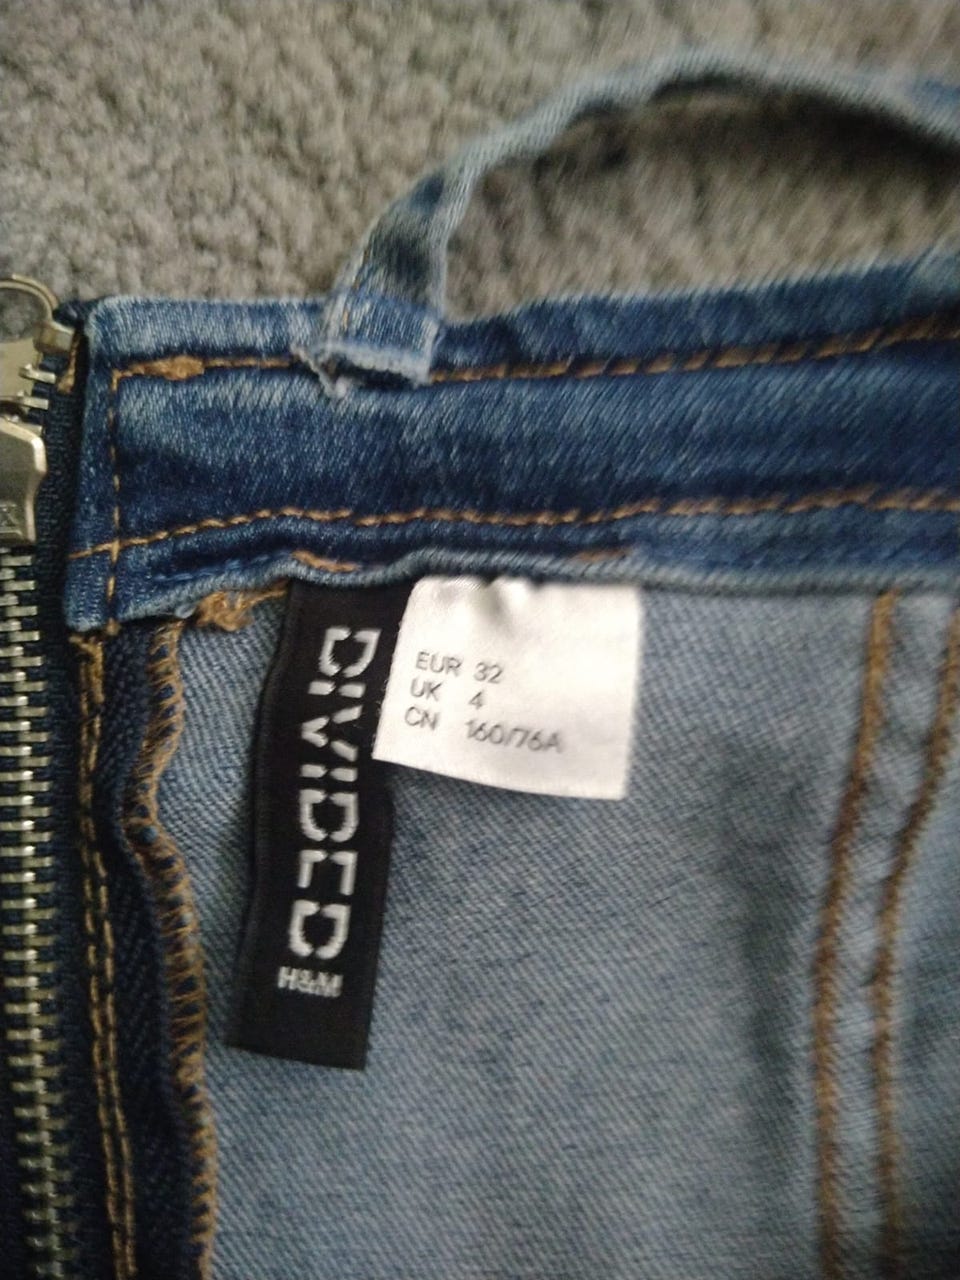 DIVIDED
H&M
EUR 32
UK 4
CN 160/76A